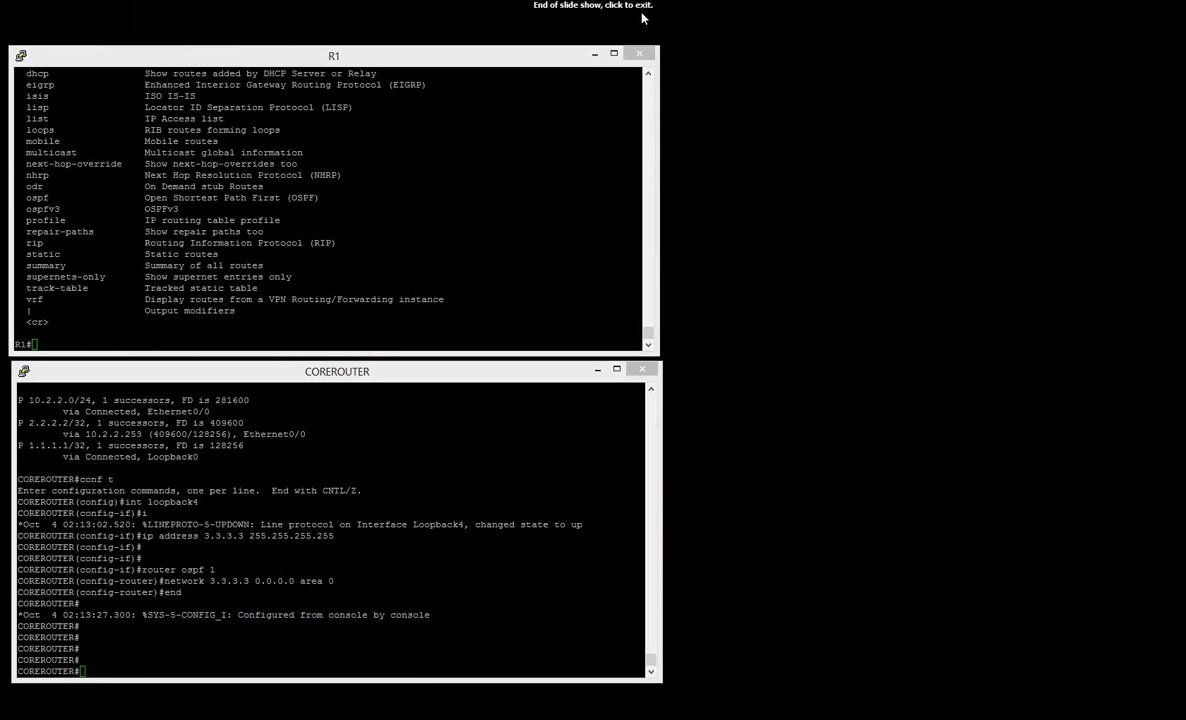 End of slide show, click to exit.
R1
dhcp Show routes added by DHCP Server or Relay
eigrp Enhanced Interior Gateway Routing Protocol (EIGRP)
isis ISO IS-IS
lisp Locator ID Separation Protocol (LISP)
list IP Access list
loops RIB routes forming loops
mobile Mobile routes
multicast Multicast global information
next-hop-override Show next-hop-overrides too
nhrp Next Hop Resolution Protocol (NHRP)
odr On Demand stub Routes
ospf Open Shortest Path First (OSPF)
ospfv3 OSPFv3
profile IP routing table profile
repair-paths Show repair paths too
rip Routing Information Protocol (RIP)
static Static routes
summary Summary of all routes
supernets-only Show supernet entries only
track-table Tracked static table
vrf Display routes from a VPN Routing/Forwarding instance
| Output modifiers
<cr>
R1#
COREROUTER
P 10.2.2.0/24, 1 successors, FD is 281600
via Connected, Ethernet0/0
P 2.2.2.2/32, 1 successors, FD is 409600
via 10.2.2.253 (409600/128256), Ethernet0/0
P 1.1.1.1/32, 1 successors, FD is 128256
via Connected, Loopback0
COREROUTER#conf t
Enter configuration commands, one per line. End with CNTL/Z.
COREROUTER(config)#int loopback4
COREROUTER(config-if)#i
*Oct 4 02:13:02.520: %LINEPROTO-5-UPDOWN: Line protocol on Interface Loopback4, changed state to up
COREROUTER(config-if)#ip address 3.3.3.3 255.255.255.255
COREROUTER(config-if)#
COREROUTER(config-if)#
COREROUTER(config-if)#router ospf 1
COREROUTER(config-router)#network 3.3.3.3 0.0.0.0 area 0
COREROUTER(config-router)#end
COREROUTER#
*Oct 4 02:13:27.300: %SYS-5-CONFIG_I: Configured from console by console
COREROUTER#
COREROUTER#
COREROUTER#
COREROUTER#
COREROUTER#